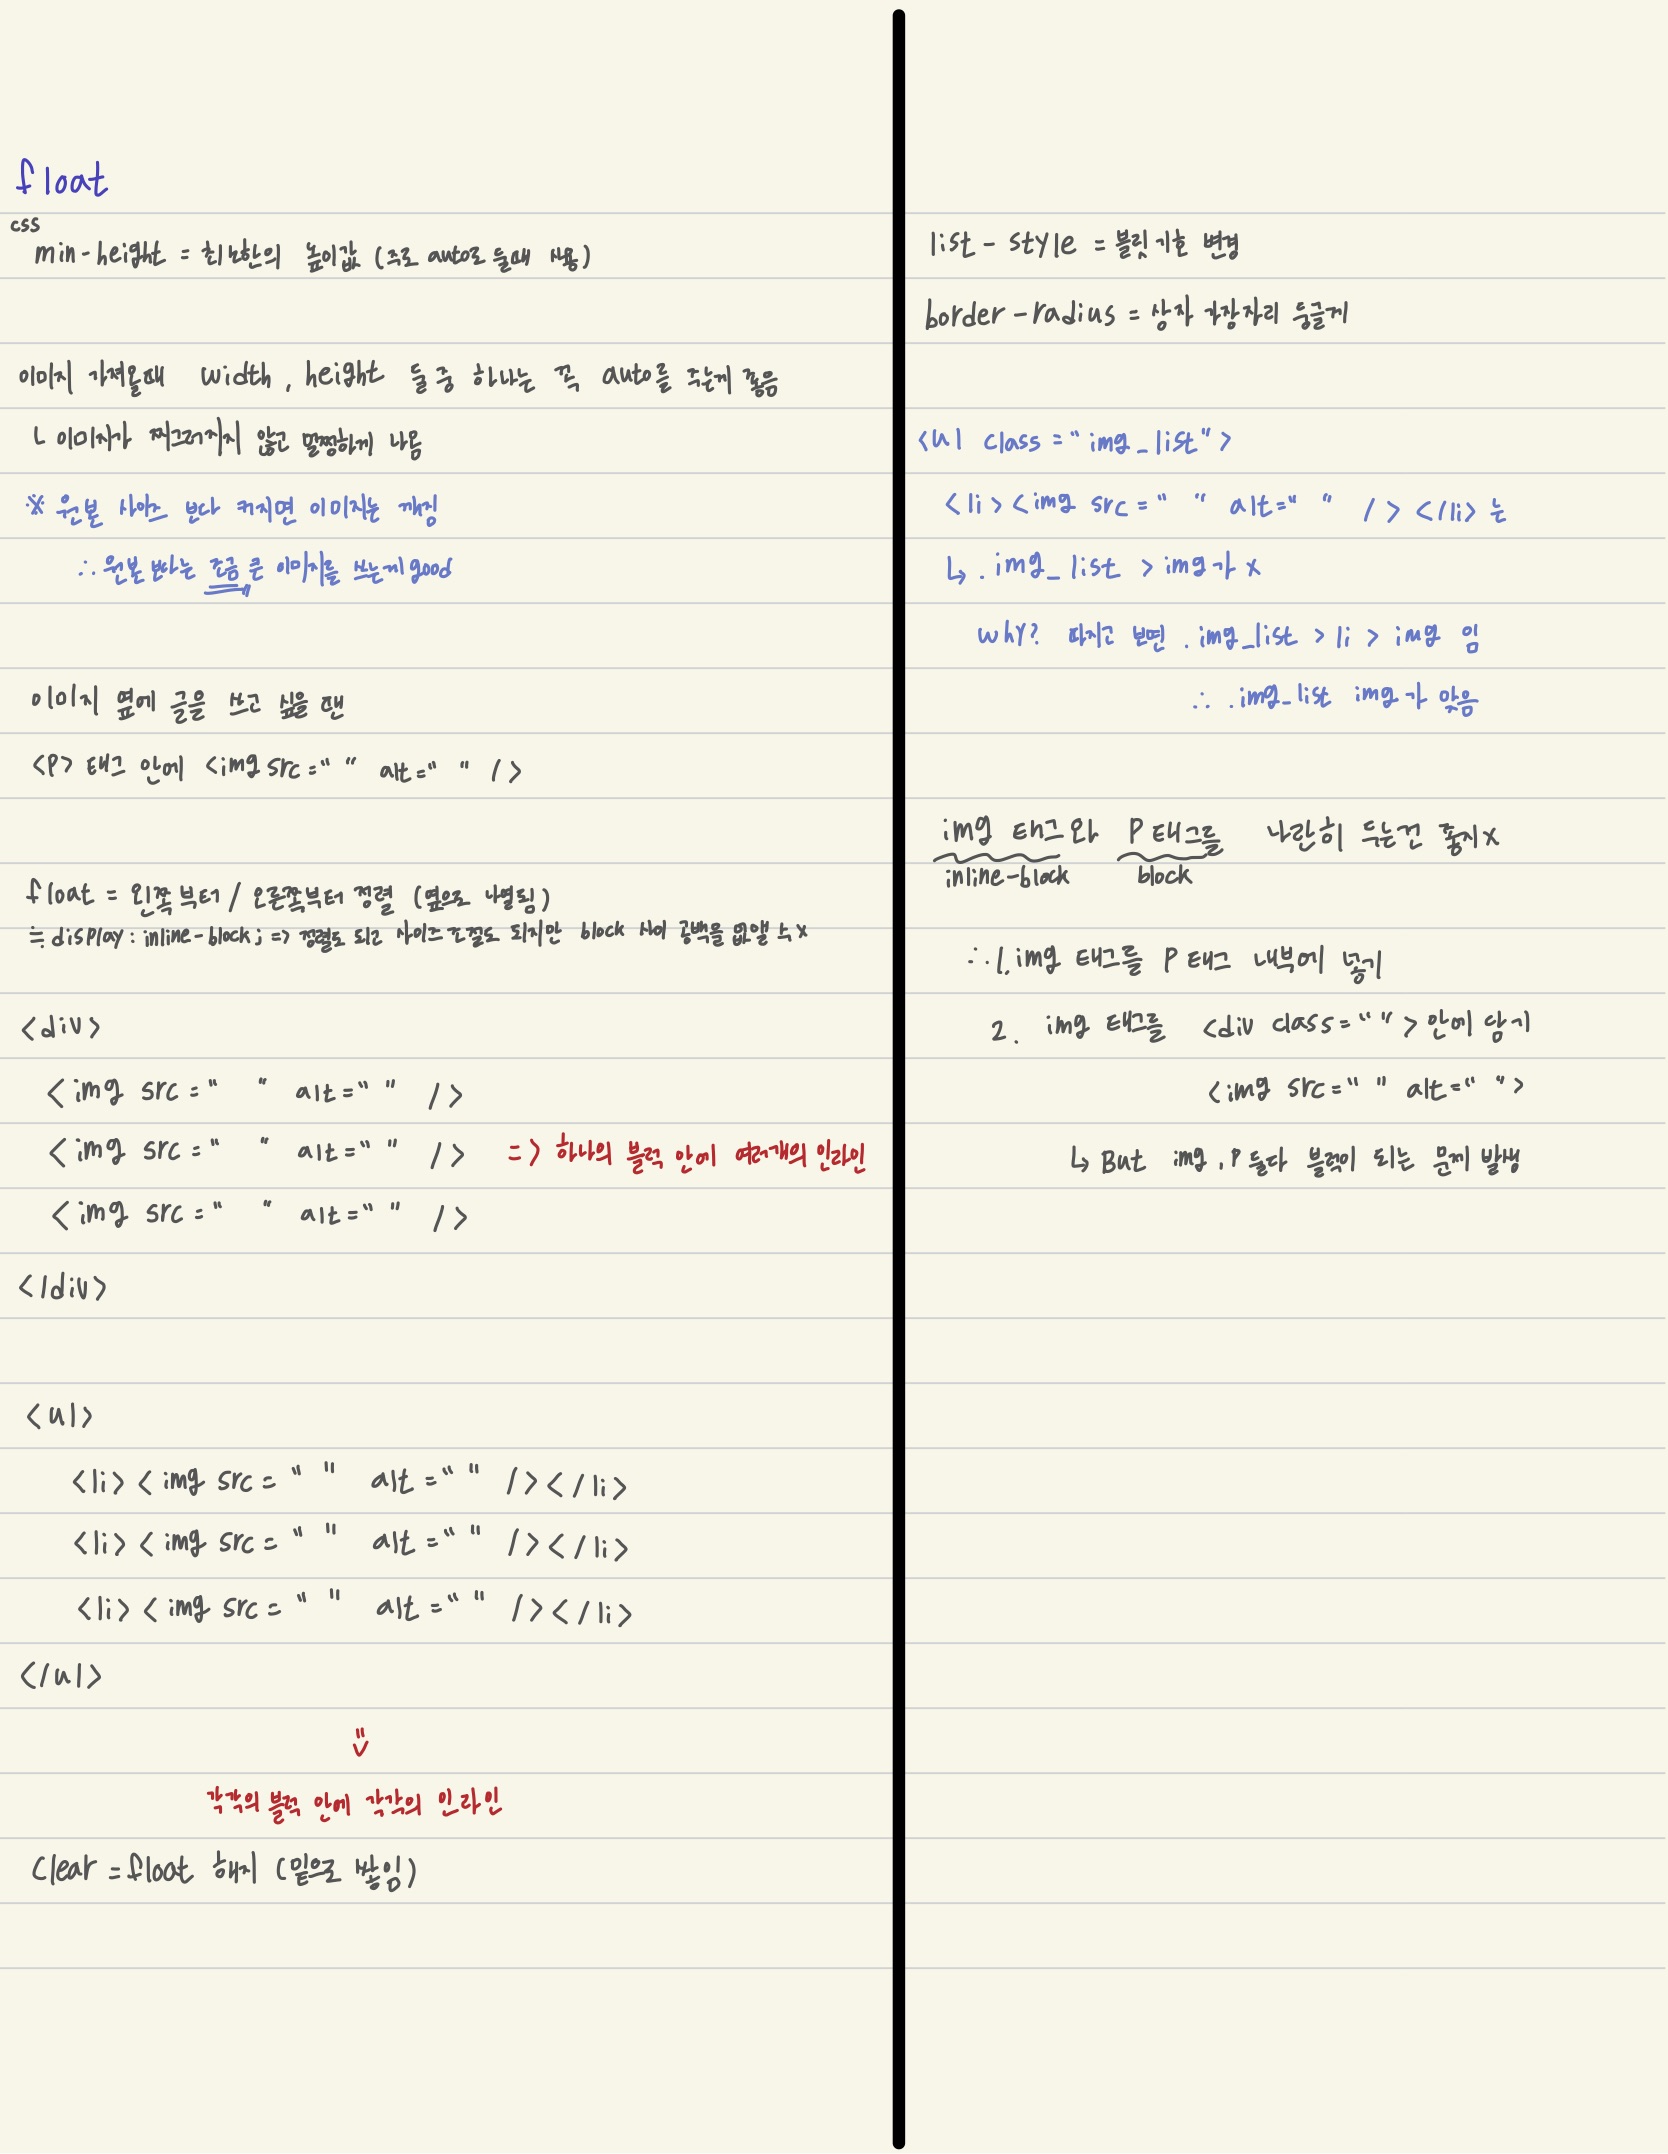 float
css
min-height =최소한의 높이값 (주로 auto로 둘때 사용)
이미지 가져올때 width, height 둘 중 하나는 꼭 auto를 주는게 좋음
ㄴ 이미지가 찌그러지지 않고 멀쩡하게 나옴
※ 원본 사이즈 보다 커지면 이미지는 깨짐
∴ 원본 보다는 조금 큰 이미지를 쓰는게 good
이미지 옆에 글을 쓰고 싶을 땐
<P> 태그 안에 <img src=" " alt=" " />
float = 왼쪽부터 / 오른쪽부터 정렬 (옆으로 나열됨)
≒ display: inline-block; => 정렬도 되고 사이즈 조절도 되지만 block 사이 공백을 없앨 수 x
<div>
<img src=" " alt=" " />
<img src=" " alt=" " /> => 하나의 블럭 안에 여러개의 인라인
<img src=" " alt=" " />
</div>
<ul>
<li><img src=" " alt=" " /></li>
<li><img src=" " alt=" " /></li>
<li><img src=" " alt=" " /></li>
</ul>
각각의 블럭 안에 각각의 인라인
Clear = float 해지 (밑으로 쌓임)
list-style = 블릿 기호 변경
border-radius = 상자 가장자리 둥글게
<ul class="img_list">
<li><img src=" " alt=" " /></li> 는
↳ .img_list > img 가 x
why? 따지고 보면 .img_list > li > img 임
∴ .img_list img 가 맞음
img 태그와 P 태그를 나란히 두는건 좋지 x
inline-block block
∴ 1. img 태그를 P 태그 내부에 넣기
2. img 태그를 <div class=" "> 안에 담기
<img src=" " alt=" ">
↳ But img, P 둘다 블럭이 되는 문제 발생